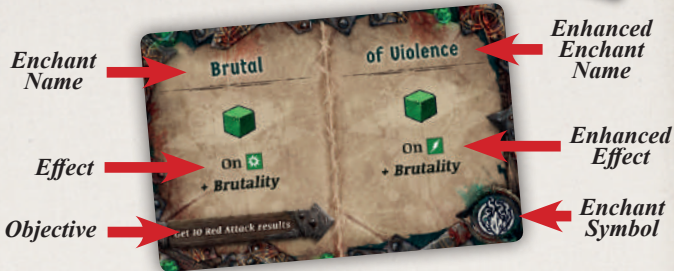 Enchant
Name
Effect
Objective
Brutal
On
+ Brutality
Get 10 Red Attack results
of Violence
On
+ Brutality
Enhanced
Enchant
Name
Enhanced
Effect
Enchant
Symbol